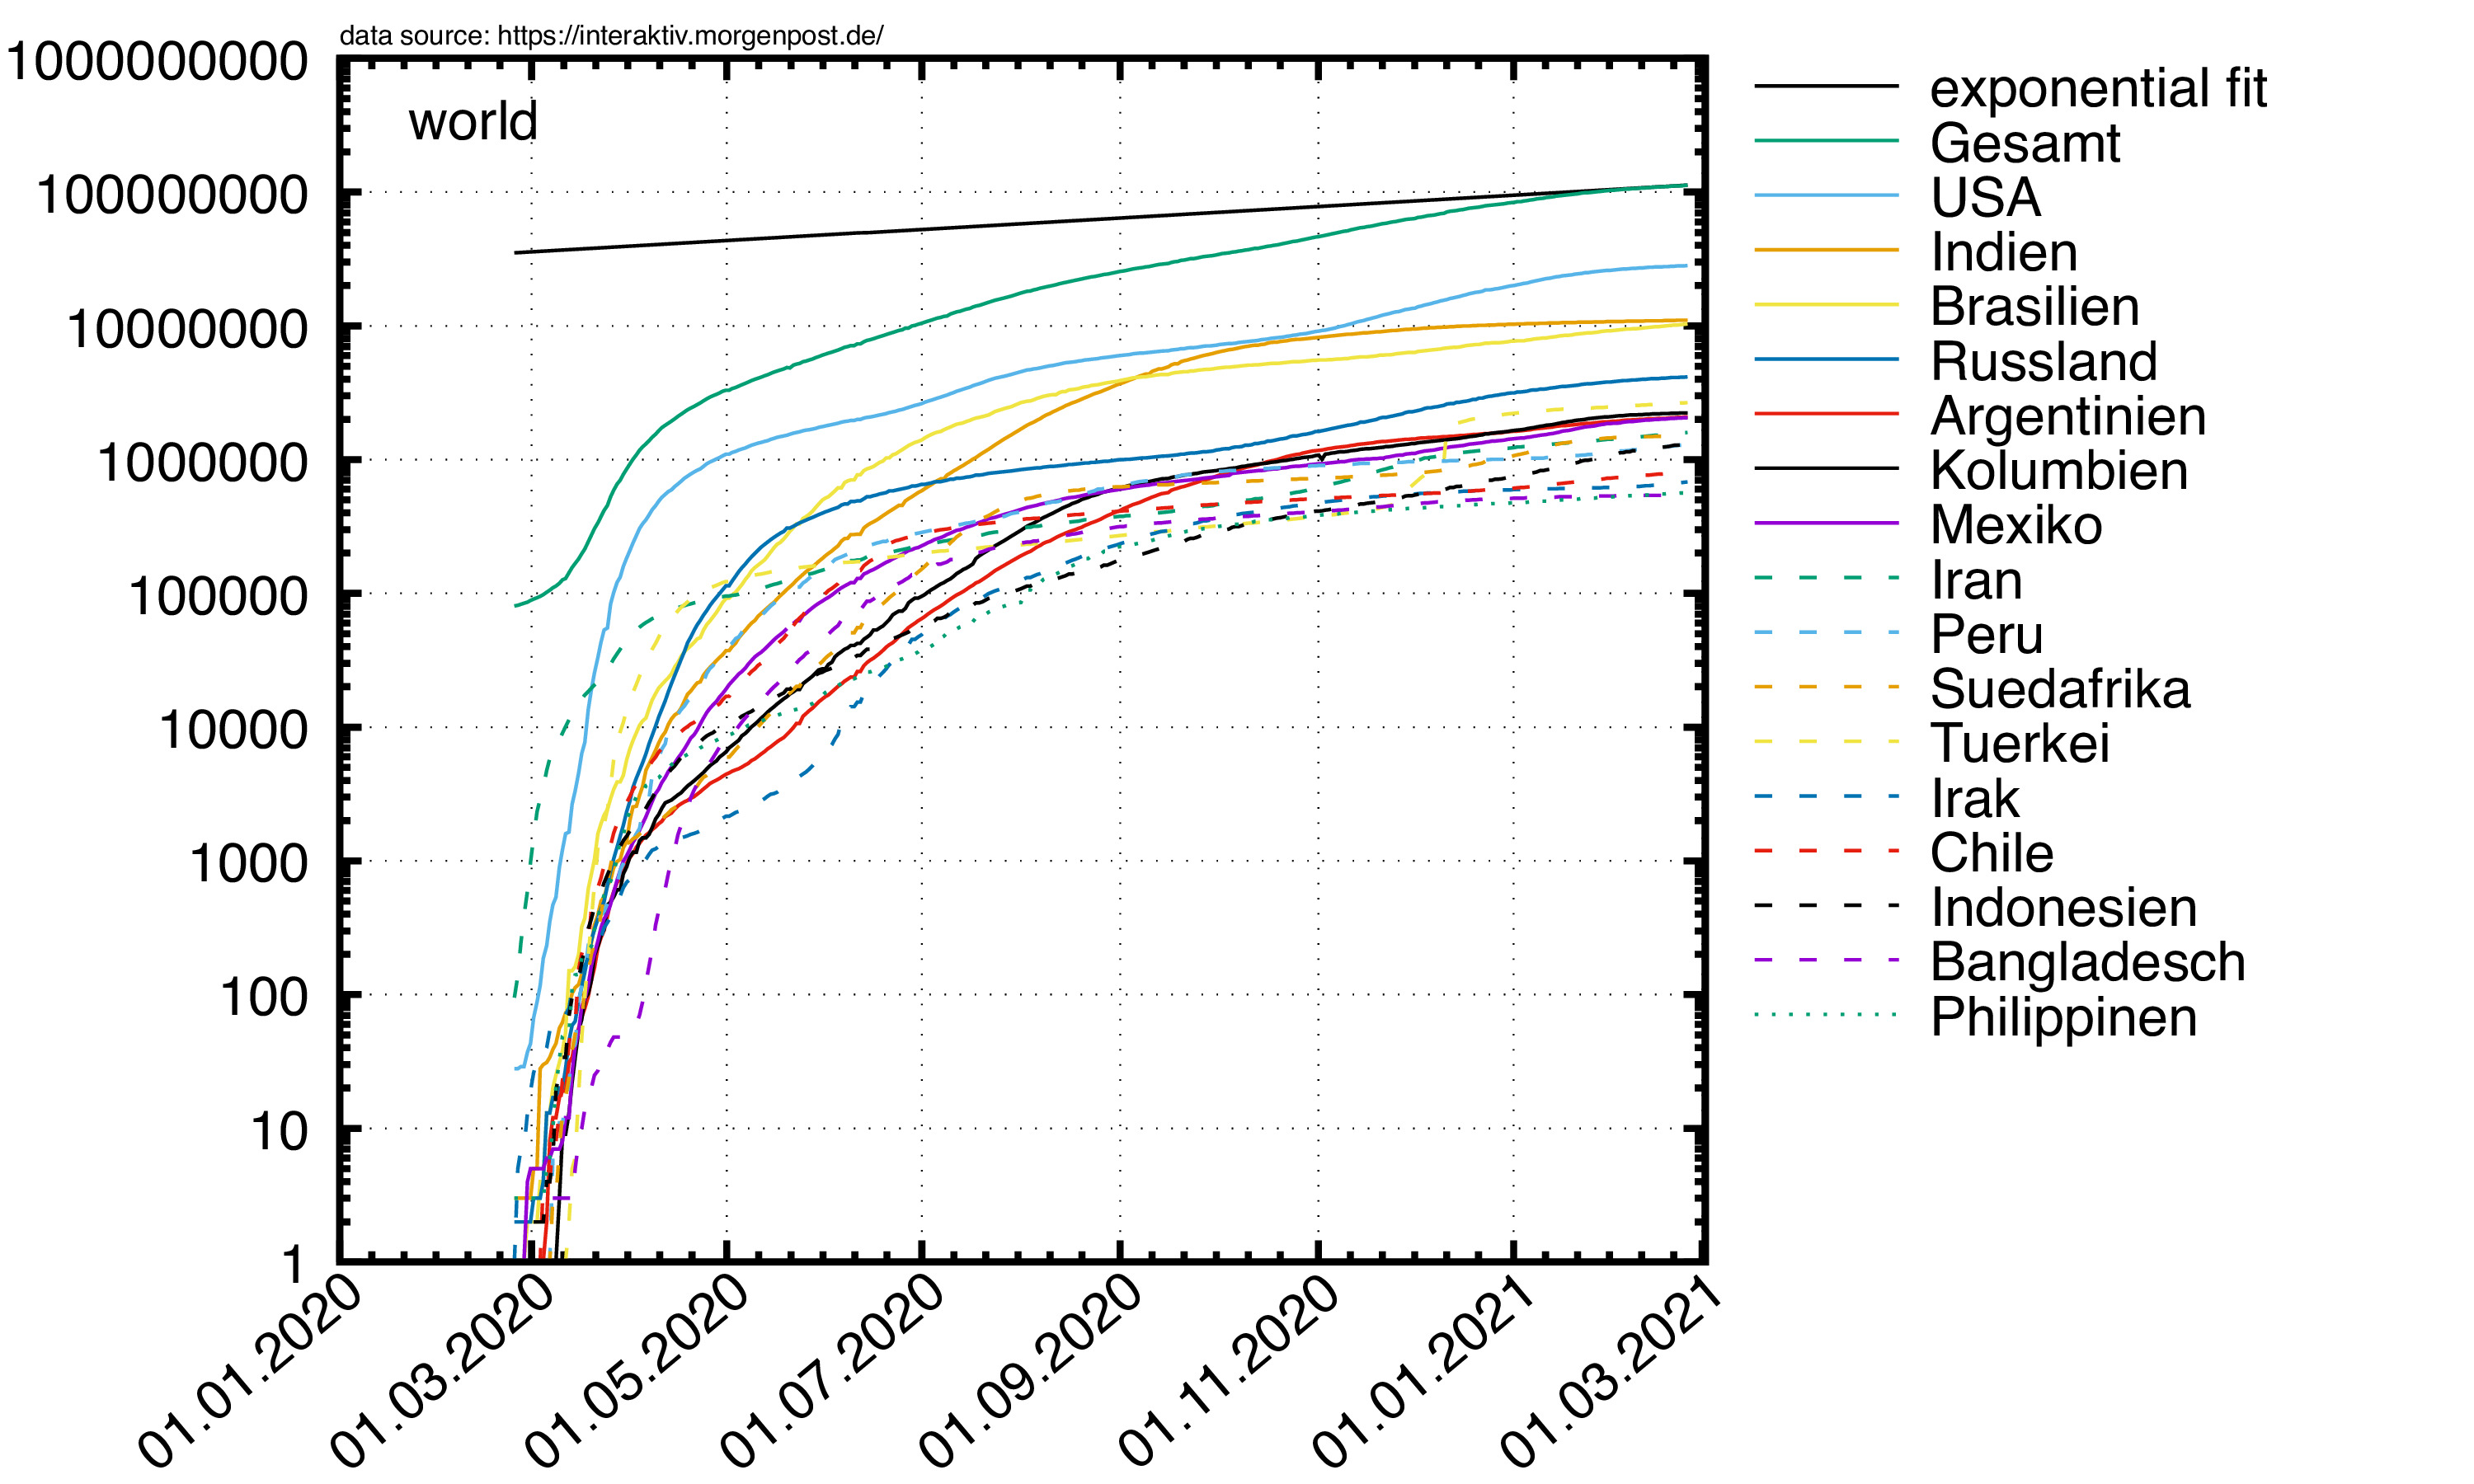 data source: https://interaktiv.morgenpost.de/
world
1000000000
100000000
10000000
1000000
100000
10000
1000
100
10
1
01.01.2020
01.03.2020
01.05.2020
01.07.2020
01.09.2020
01.11.2020
01.01.2021
01.03.2021
exponential fit
Gesamt
USA
Indien
Brasilien
Russland
Argentinien
Kolumbien
Mexiko
Iran
Peru
Suedafrika
Tuerkei
Irak
Chile
Indonesien
Bangladesch
Philippinen